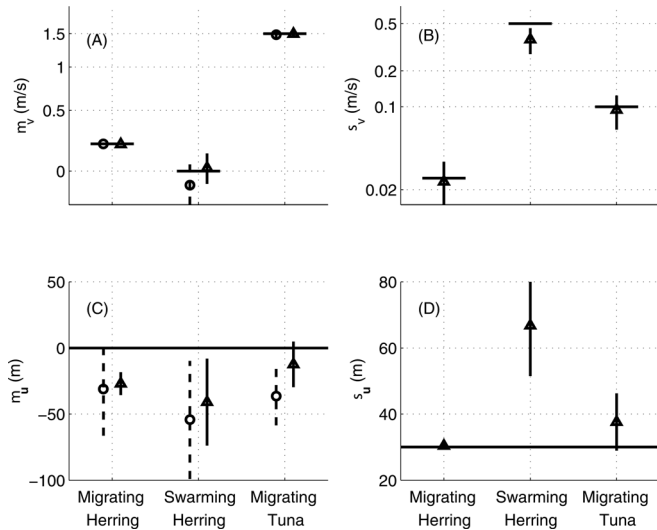 (A)
m_v (m/s)
1.5
1
0.5
0
(B)
s_v (m/s)
0.5
0.2
0.1
0.02
(C)
m_u (m)
50
0
−50
−100
Migrating Swarming Migrating
Herring Herring Tuna
(D)
s_u (m)
80
60
40
20
Migrating Swarming Migrating
Herring Herring Tuna